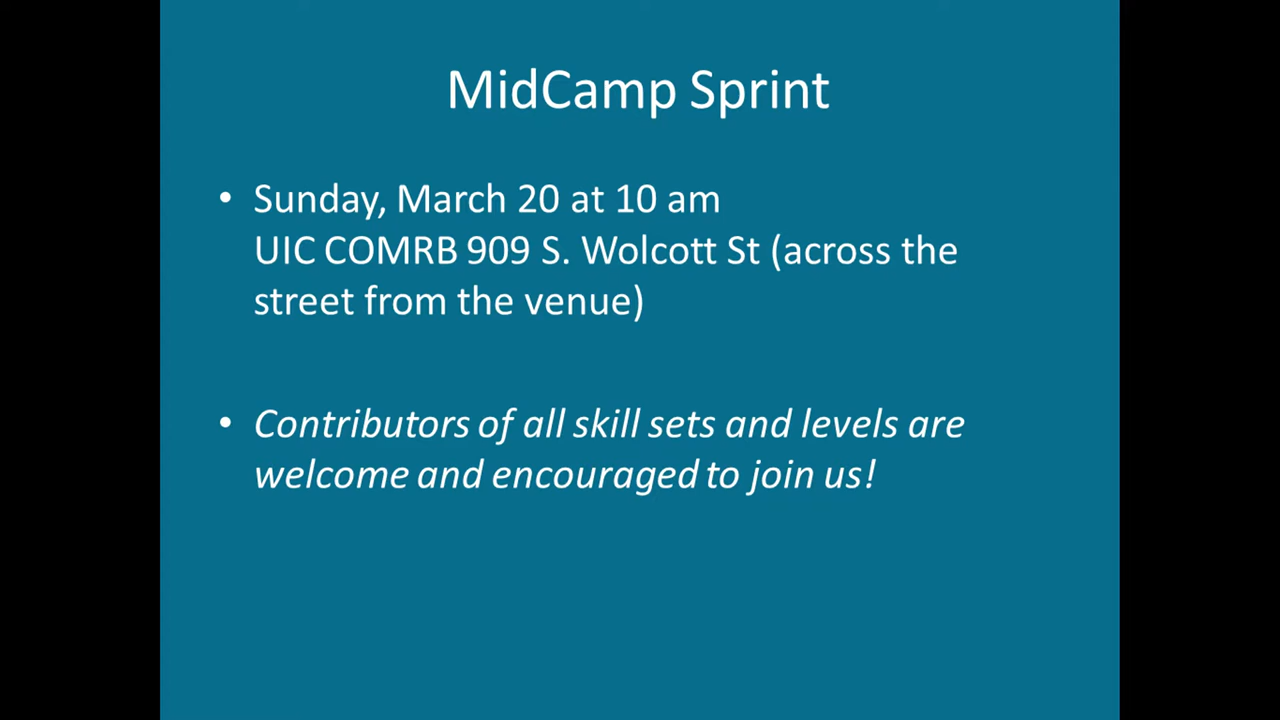 MidCamp Sprint
• Sunday, March 20 at 10 am
UIC COMRB 909 S. Wolcott St (across the
street from the venue)
• Contributors of all skill sets and levels are
welcome and encouraged to join us!